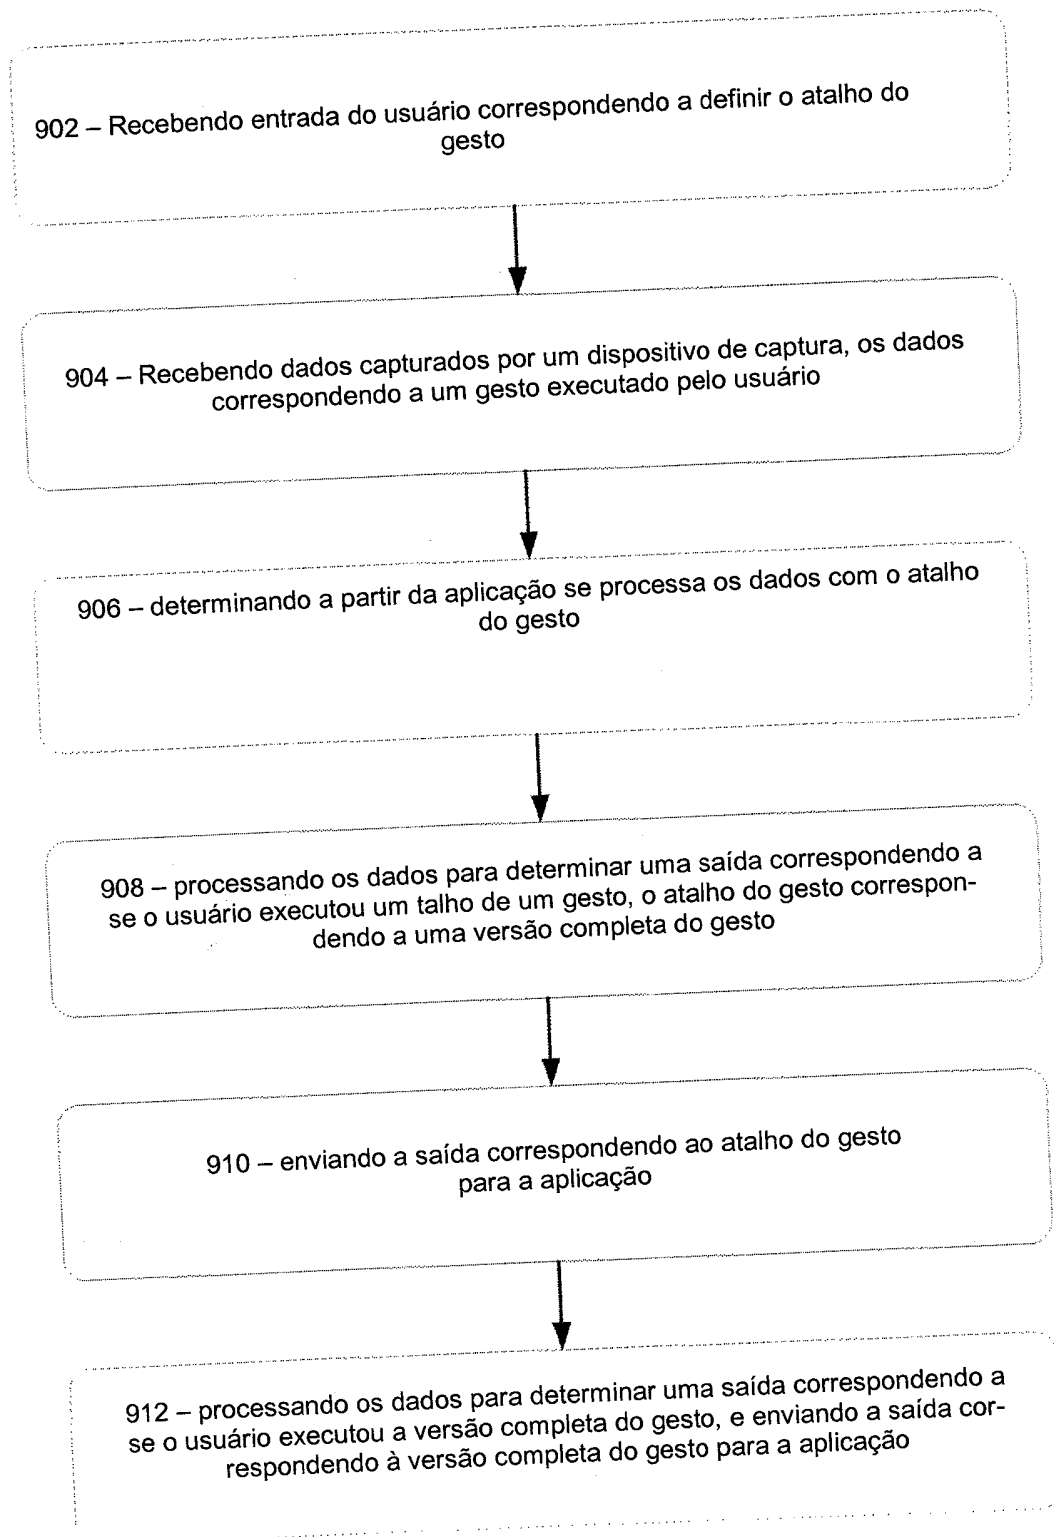 902 – Recebendo entrada do usuário correspondendo a definir o atalho do
gesto
904 – Recebendo dados capturados por um dispositivo de captura, os dados
correspondendo a um gesto executado pelo usuário
906 – determinando a partir da aplicação se processa os dados com o atalho
do gesto
908 – processando os dados para determinar uma saída correspondendo a
se o usuário executou um talho de um gesto, o atalho do gesto correspon-
dendo a uma versão completa do gesto
910 – enviando a saída correspondendo ao atalho do gesto
para a aplicação
912 – processando os dados para determinar uma saída correspondendo a
se o usuário executou a versão completa do gesto, e enviando a saída cor-
respondendo à versão completa do gesto para a aplicação